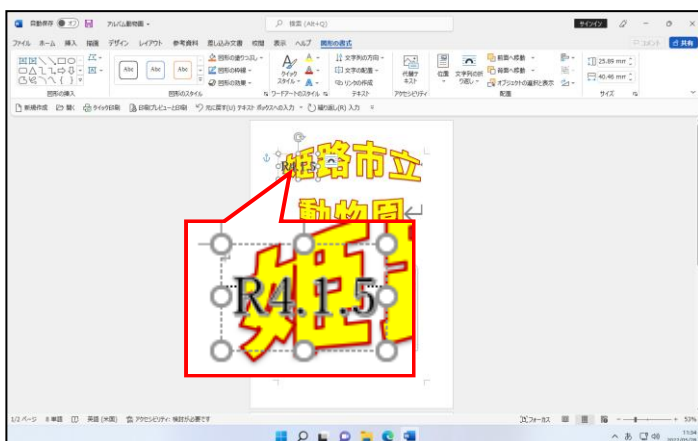 自動保存 アルバム動物園
検索 (Alt+Q)
サインイン
ファイル ホーム 挿入 描画 デザイン レイアウト 参考資料 差し込み文書 校閲 表示 ヘルプ 図形の書式
コメント 共有
Abc Abc Abc
図形の塗りつぶし
図形の枠線
図形の効果
クイック
スタイル
文字列の方向
文字の配置
リンクの作成
代替テ
キスト
位置 文字列の折
り返し
前面へ移動
背面へ移動
オブジェクトの選択と表示
25.89 mm
40.46 mm
図形の挿入 図形のスタイル ワードアートのスタイル テキスト アクセシビリティ 配置 サイズ
新規作成 開く クイック印刷 印刷プレビューと印刷 元に戻す(U) テキスト ボックスへの入力 繰り返し(R) 入力
姫路市立
R4.1.5
動物園
姫
R4.1.5
1/2 ページ 8 単語 英語 (米国) アクセシビリティ: 検討が必要です
フォーカス 53%
あ 13:56